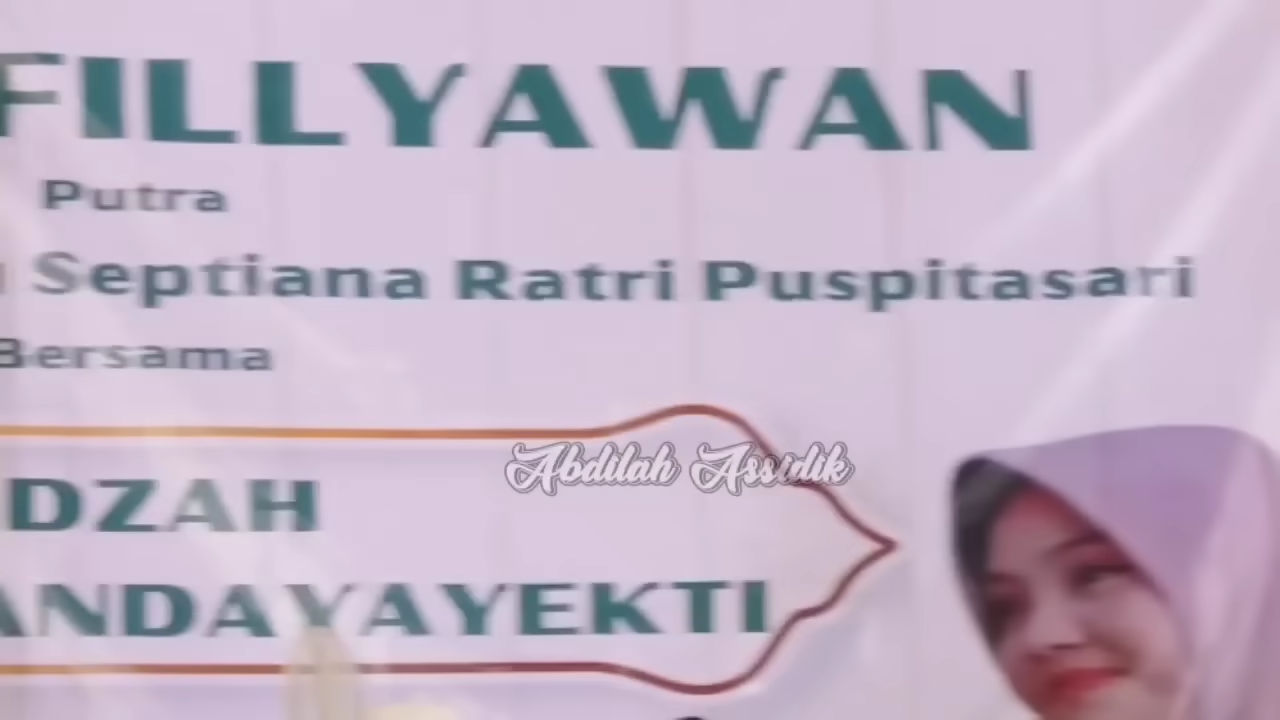 FILLYAWAN
Putra
Septiana Ratri Puspitasari
Bersama
Abdilah Assidik
DZAH
ANDAYAYEKTI